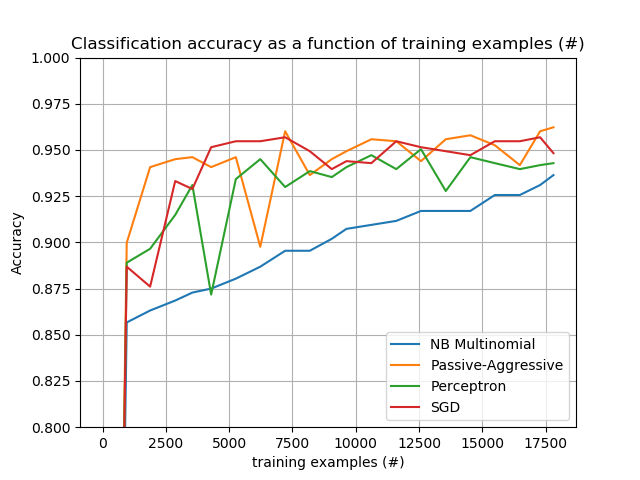 Classification accuracy as a function of training examples (#)
1.000
0.975
0.950
0.925
0.900
0.875
0.850
0.825
0.800
Accuracy
NB Multinomial
Passive-Aggressive
Perceptron
SGD
0 2500 5000 7500 10000 12500 15000 17500
training examples (#)